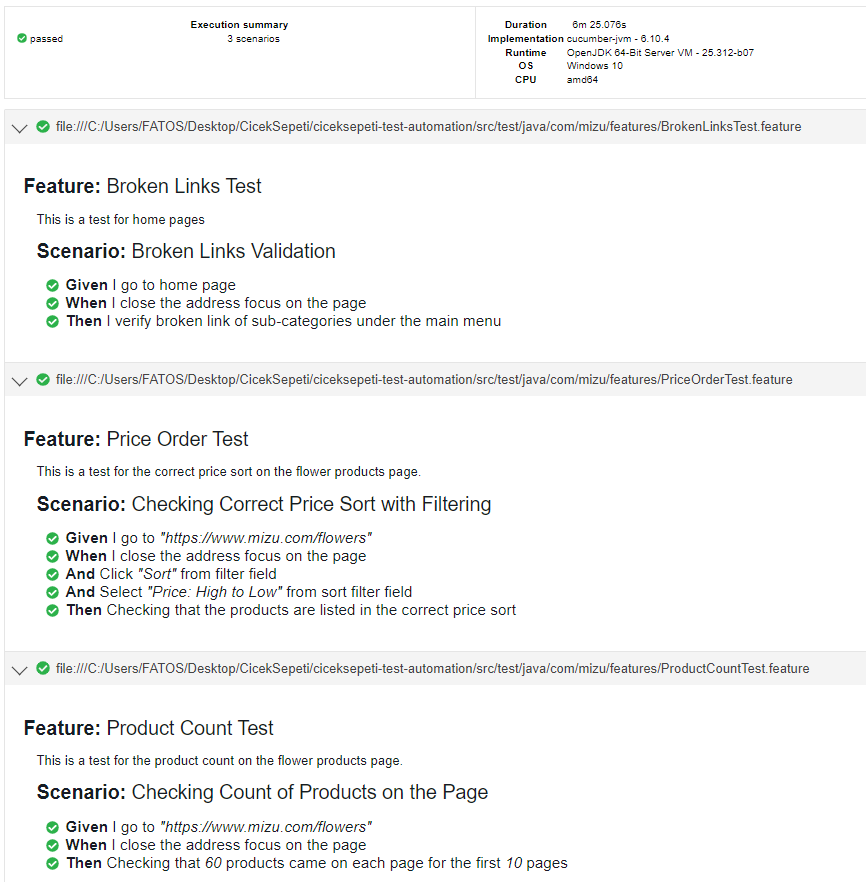 passed
Execution summary
3 scenarios
Duration 6m 25.076s
Implementation cucumber-jvm - 6.10.4
Runtime OpenJDK 64-Bit Server VM - 25.312-b07
OS Windows 10
CPU amd64
file:///C:/Users/FATOS/Desktop/CicekSepeti/ciceksepeti-test-automation/src/test/java/com/mizu/features/BrokenLinksTest.feature
Feature: Broken Links Test
This is a test for home pages
Scenario: Broken Links Validation
Given I go to home page
When I close the address focus on the page
Then I verify broken link of sub-categories under the main menu
file:///C:/Users/FATOS/Desktop/CicekSepeti/ciceksepeti-test-automation/src/test/java/com/mizu/features/PriceOrderTest.feature
Feature: Price Order Test
This is a test for the correct price sort on the flower products page.
Scenario: Checking Correct Price Sort with Filtering
Given I go to "https://www.mizu.com/flowers"
When I close the address focus on the page
And Click "Sort" from filter field
And Select "Price: High to Low" from sort filter field
Then Checking that the products are listed in the correct price sort
file:///C:/Users/FATOS/Desktop/CicekSepeti/ciceksepeti-test-automation/src/test/java/com/mizu/features/ProductCountTest.feature
Feature: Product Count Test
This is a test for the product count on the flower products page.
Scenario: Checking Count of Products on the Page
Given I go to "https://www.mizu.com/flowers"
When I close the address focus on the page
Then Checking that 60 products came on each page for the first 10 pages